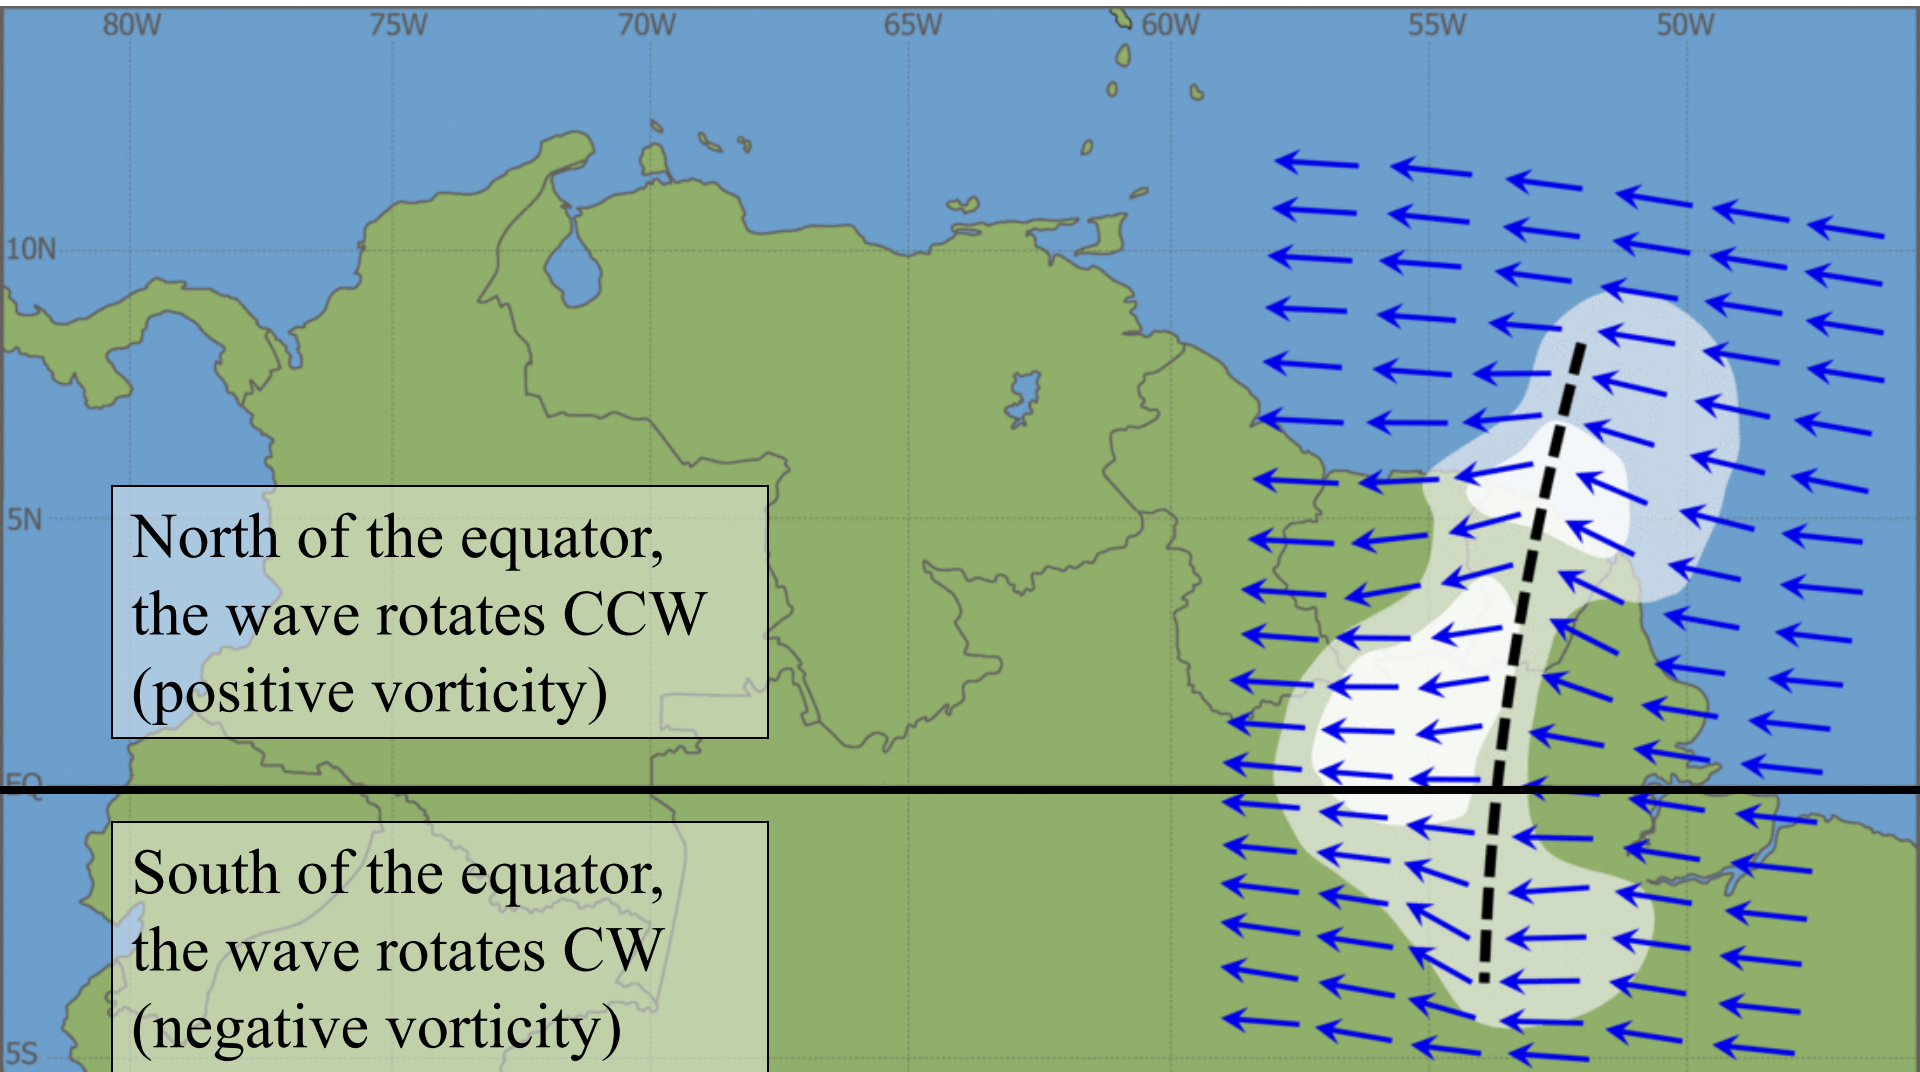 80W 75W 70W 65W 60W 55W 50W
10N
5N
North of the equator,
the wave rotates CCW
(positive vorticity)
EQ
South of the equator,
the wave rotates CW
(negative vorticity)
5S